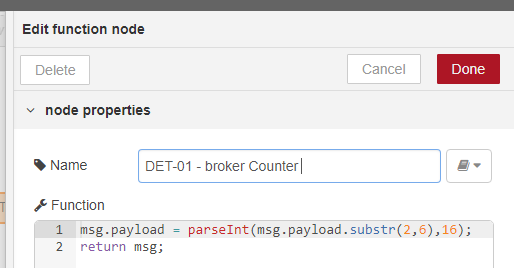 Edit function node
Delete
Cancel
Done
node properties
Name
DET-01 - broker Counter
Function
1 msg.payload = parseInt(msg.payload.substr(2,6),16);
2 return msg;